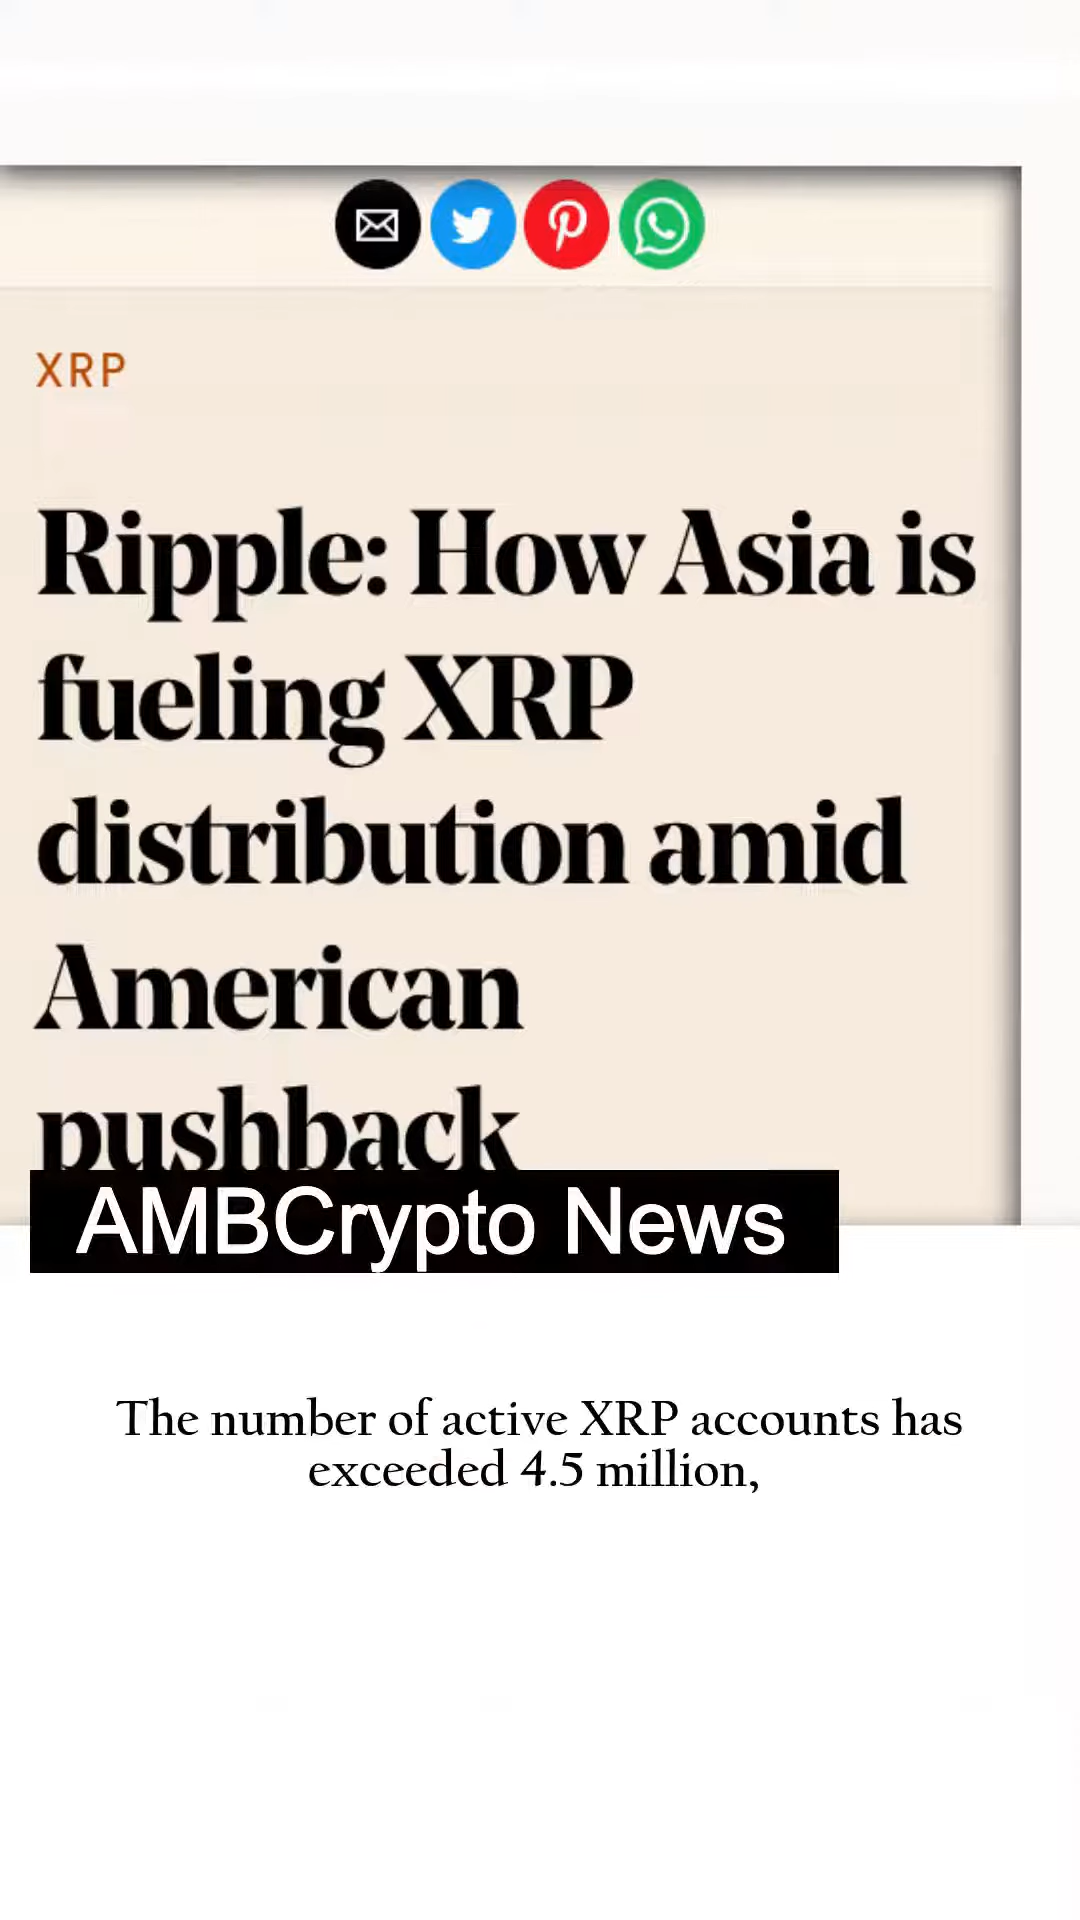 XRP
Ripple: How Asia is
fueling XRP
distribution amid
American
pushback
AMBCrypto News
The number of active XRP accounts has
exceeded 4.5 million,